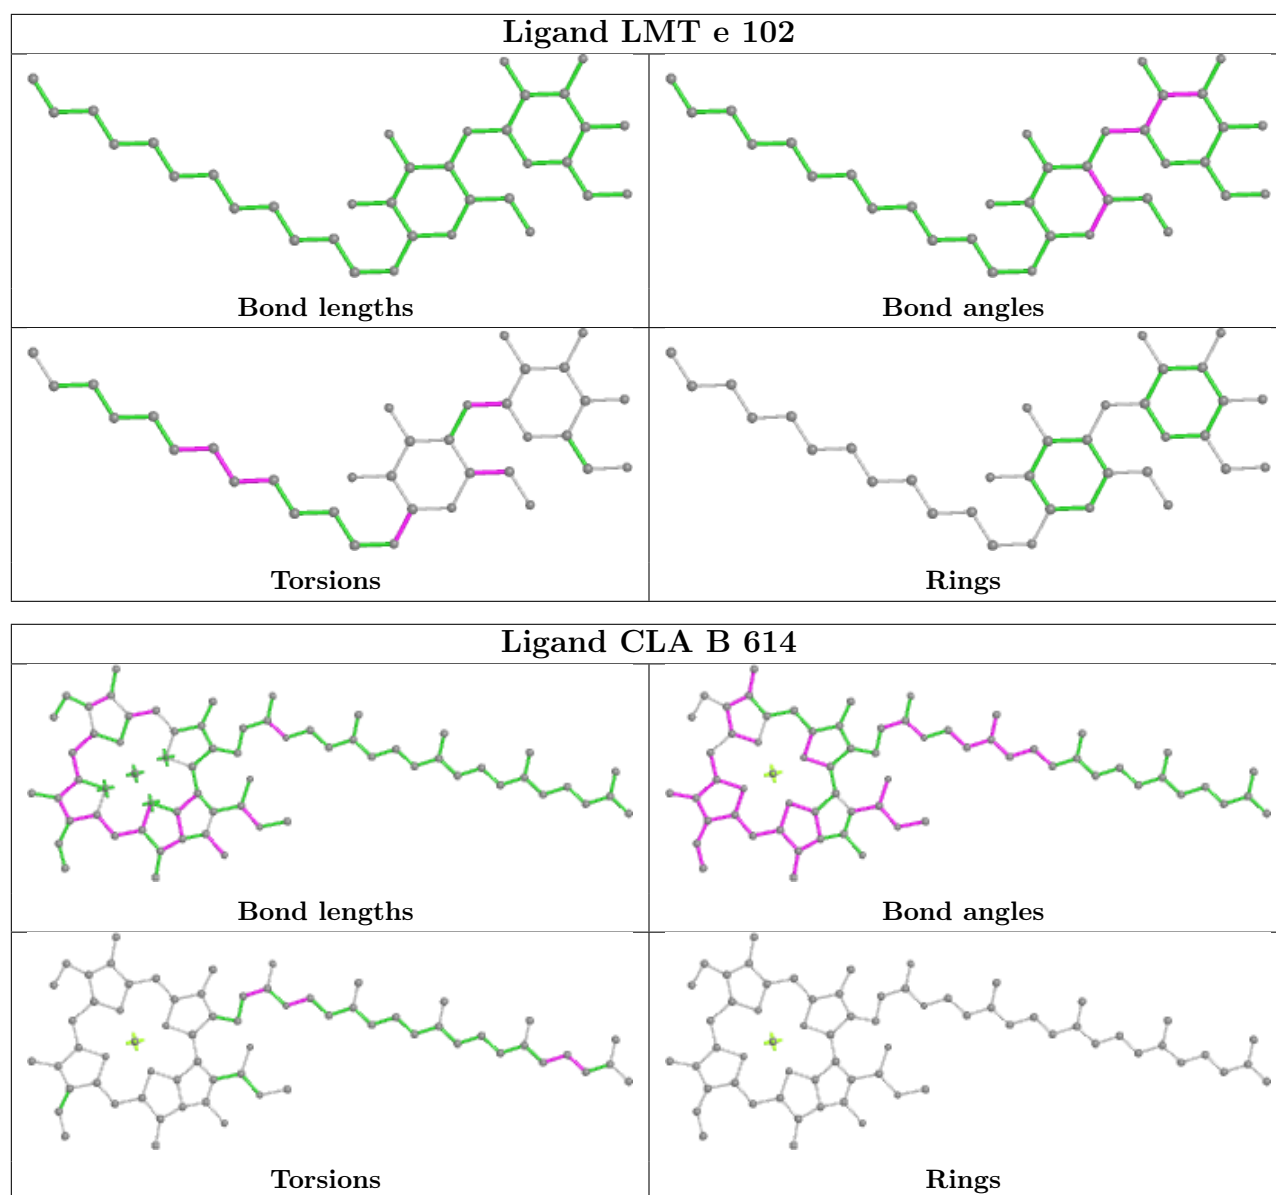 Ligand LMT e 102
Bond lengths
Bond angles
Torsions
Rings
Ligand CLA B 614
Bond lengths
Bond angles
Torsions
Rings